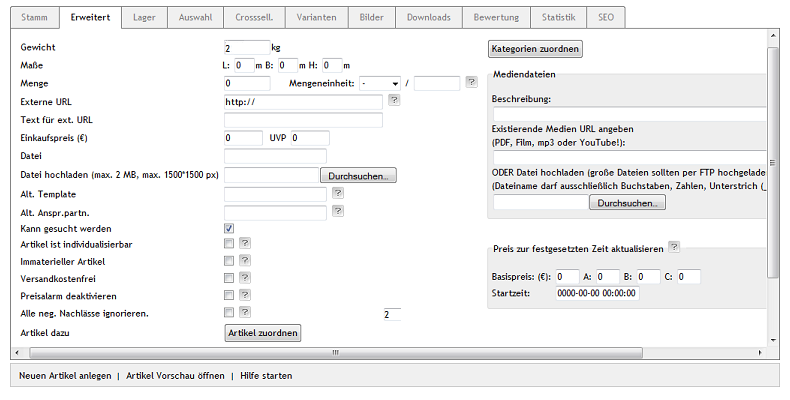 Stamm Erweitert Lager Auswahl Crosssell. Varianten Bilder Downloads Bewertung Statistik SEO
Gewicht 2 kg
Maße L: 0 m B: 0 m H: 0 m
Menge 0 Mengeneinheit: - / ?
Externe URL http:// ?
Text für ext. URL
Einkaufspreis (€) 0 UVP 0
Datei
Datei hochladen (max. 2 MB, max. 1500*1500 px) Durchsuchen...
Alt. Template ?
Alt. Anspr.partn. ?
Kann gesucht werden
Artikel ist individualisierbar ?
Immaterieller Artikel ?
Versandkostenfrei ?
Preisalarm deaktivieren ?
Alle neg. Nachlässe ignorieren. ? 2
Artikel dazu Artikel zuordnen
Kategorien zuordnen
Mediendateien
Beschreibung:
Existierende Medien URL angeben
(PDF, Film, mp3 oder YouTube!):
ODER Datei hochladen (große Dateien sollten per FTP hochgelade
(Dateiname darf ausschließlich Buchstaben, Zahlen, Unterstrich (_
Durchsuchen...
Preis zur festgesetzten Zeit aktualisieren ?
Basispreis: (€): 0 A: 0 B: 0 C: 0
Startzeit: 0000-00-00 00:00:00
Neuen Artikel anlegen | Artikel Vorschau öffnen | Hilfe starten